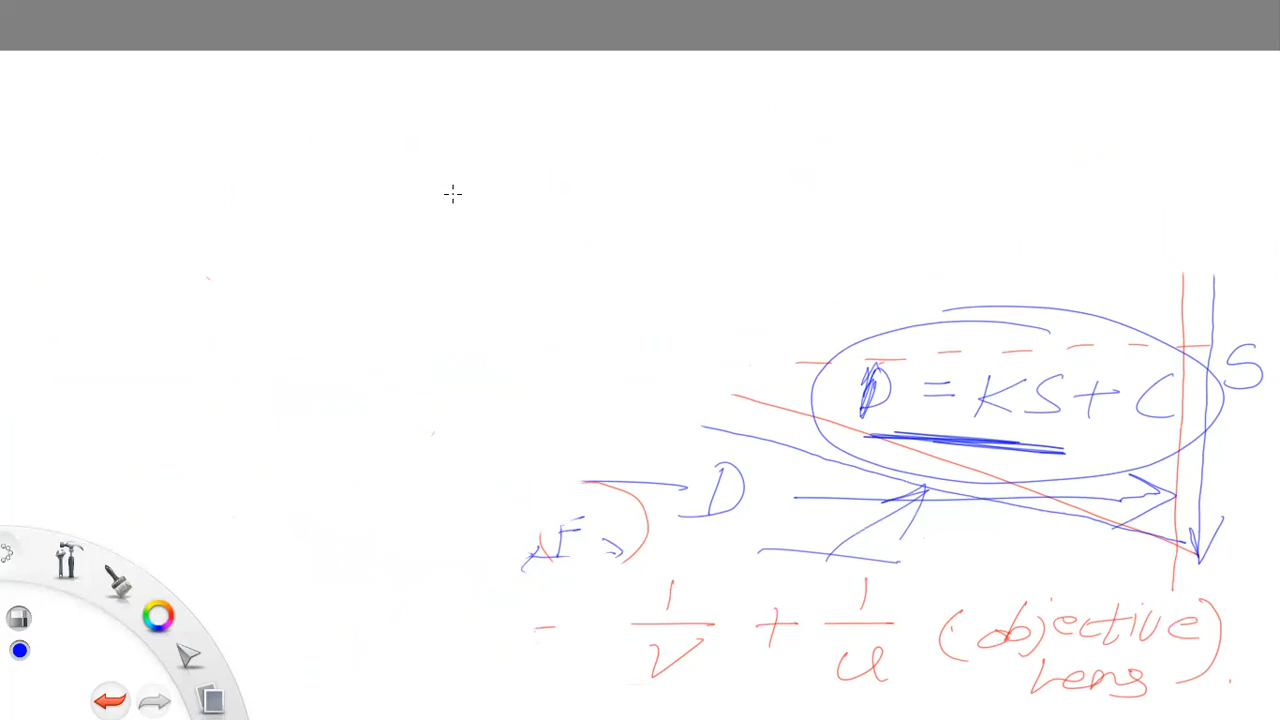 S
D = KS + C
D
F
- 1/V + 1/u (objective
Lens).